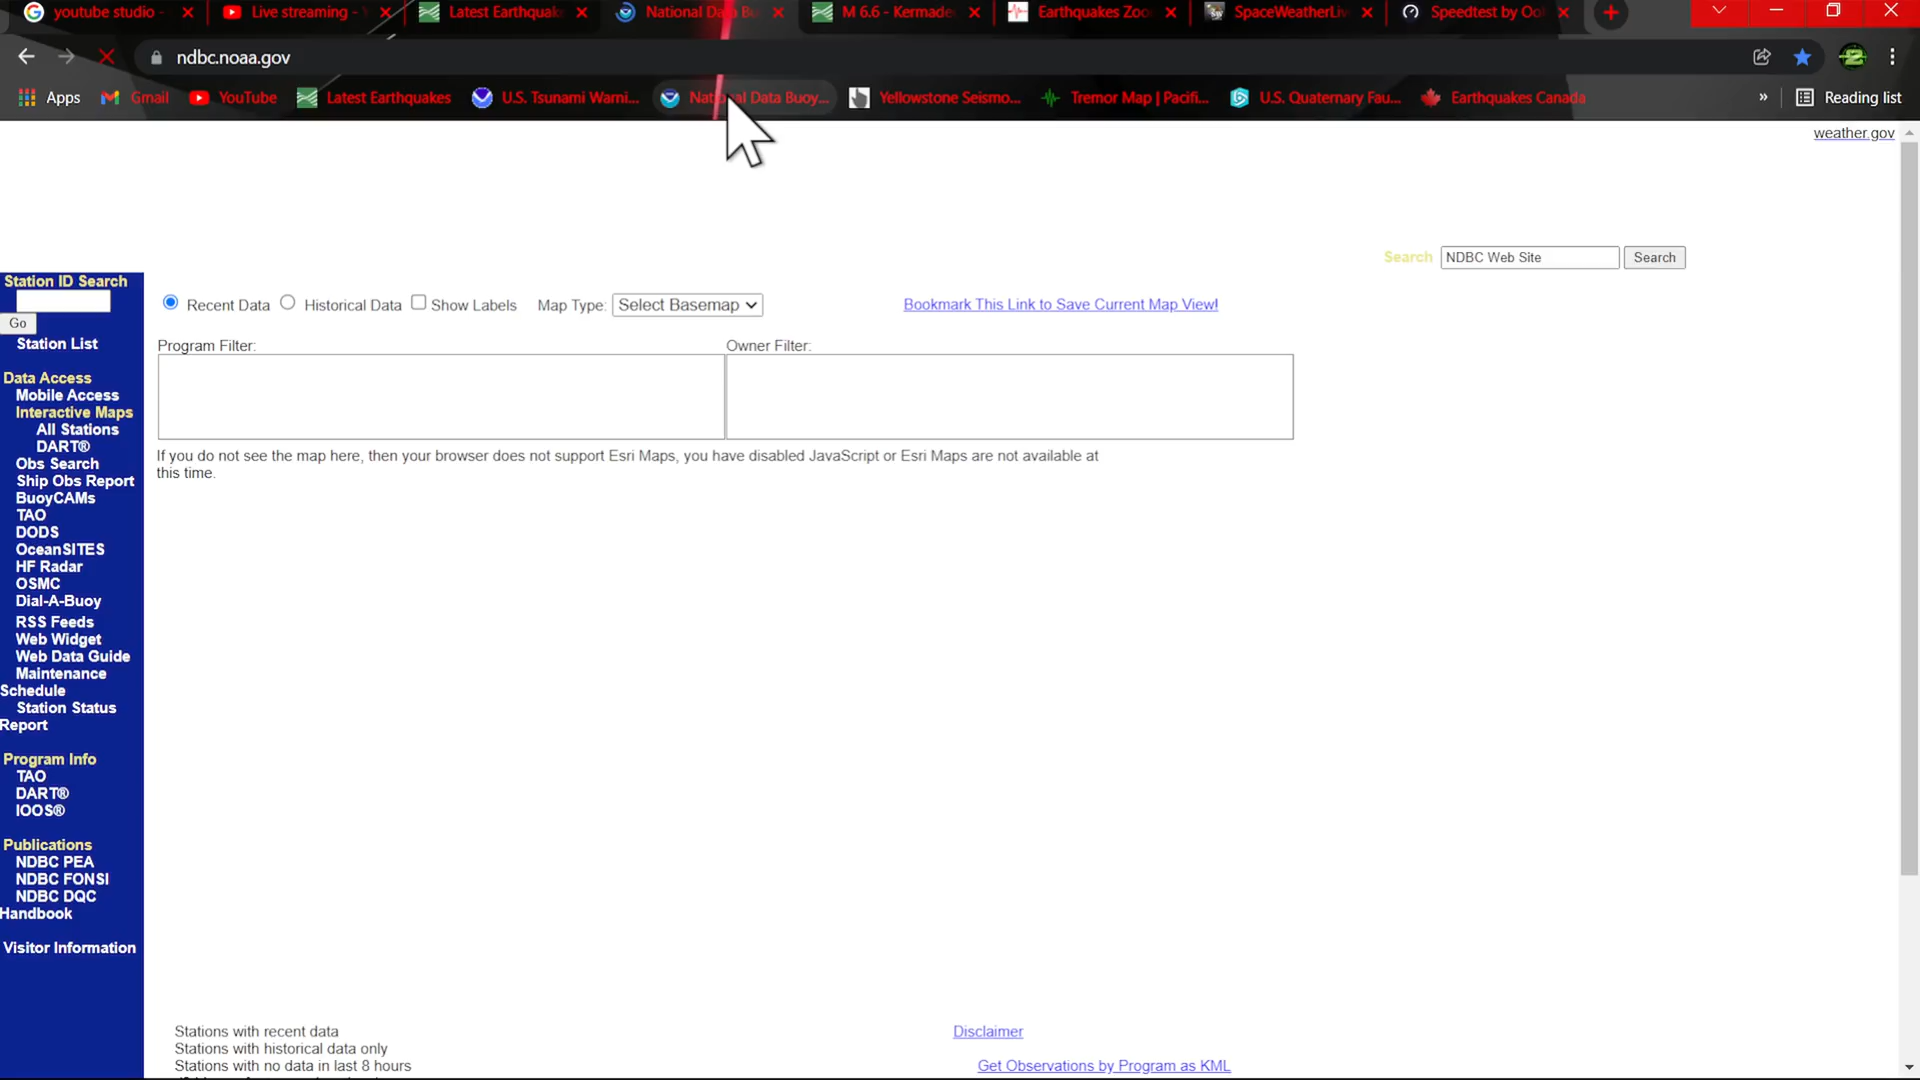 youtube studio -
Live streaming -
Latest Earthquak
National Da B
M 6.6 - Kermade
Earthquakes Zoo
SpaceWeatherLiv
Speedtest by Ook
ndbc.noaa.gov
Apps
Gmail
YouTube
Latest Earthquakes
U.S. Tsunami Warni...
National Data Buoy...
Yellowstone Seismo...
Tremor Map | Pacifi...
U.S. Quaternary Fau...
Earthquakes Canada
»
Reading list
weather.gov
Search NDBC Web Site Search
Station ID Search
Go
Station List
Data Access
Mobile Access
Interactive Maps
All Stations
DART®
Obs Search
Ship Obs Report
BuoyCAMs
TAO
DODS
OceanSITES
HF Radar
OSMC
Dial-A-Buoy
RSS Feeds
Web Widget
Web Data Guide
Maintenance
Schedule
Station Status
Report
Program Info
TAO
DART®
IOOS®
Publications
NDBC PEA
NDBC FONSI
NDBC DQC
Handbook
Visitor Information
Recent Data Historical Data Show Labels Map Type: Select Basemap
Bookmark This Link to Save Current Map View!
Program Filter:
Owner Filter:
If you do not see the map here, then your browser does not support Esri Maps, you have disabled JavaScript or Esri Maps are not available at
this time.
Stations with recent data
Stations with historical data only
Stations with no data in last 8 hours
Disclaimer
Get Observations by Program as KML